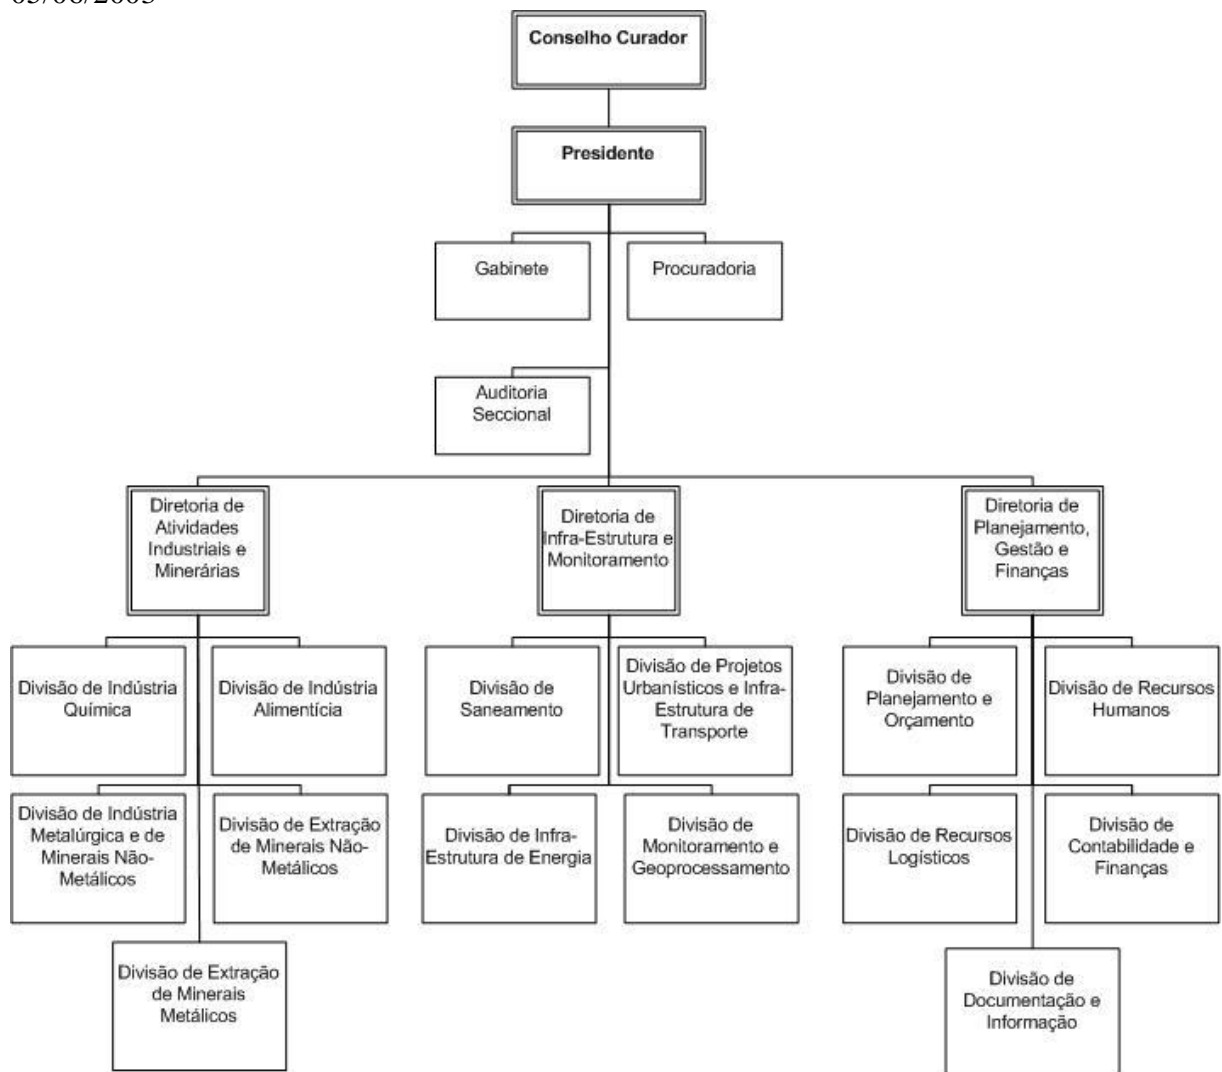 Conselho Curador
Presidente
Gabinete
Procuradoria
Auditoria
Seccional
Diretoria de
Atividades
Industriais e
Minerárias
Diretoria de
Infra-Estrutura e
Monitoramento
Diretoria de
Planejamento,
Gestão e
Finanças
Divisão de Indústria
Química
Divisão de Indústria
Alimentícia
Divisão de
Saneamento
Divisão de Projetos
Urbanísticos e Infra-
Estrutura de
Transporte
Divisão de
Planejamento e
Orçamento
Divisão de Recursos
Humanos
Divisão de Indústria
Metalúrgica e de
Minerais Não-
Metálicos
Divisão de Extração
de Minerais Não-
Metálicos
Divisão de Infra-
Estrutura de Energia
Divisão de
Monitoramento e
Geoprocessamento
Divisão de Recursos
Logísticos
Divisão de
Contabilidade e
Finanças
Divisão de Extração
de Minerais
Metálicos
Divisão de
Documentação e
Informação